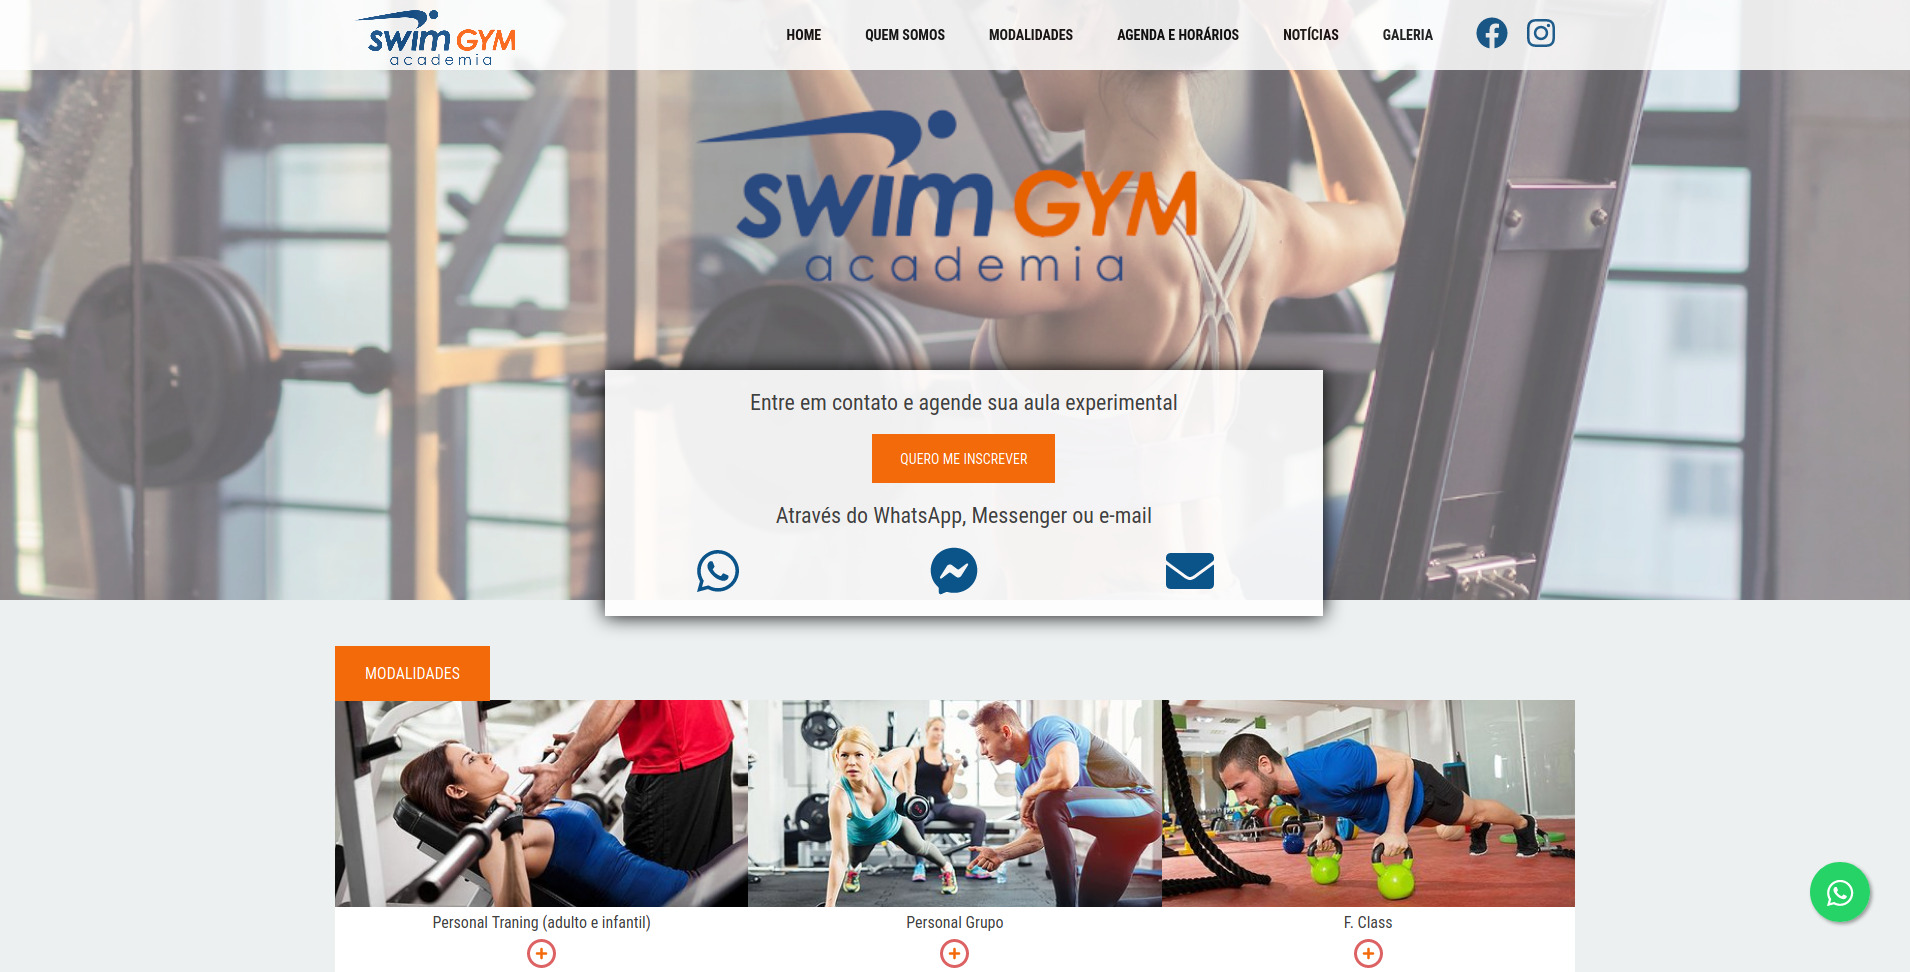 swim GYM
academia
HOME
QUEM SOMOS
MODALIDADES
AGENDA E HORÁRIOS
NOTÍCIAS
GALERIA
swim GYM
academia
Entre em contato e agende sua aula experimental
QUERO ME INSCREVER
Através do WhatsApp, Messenger ou e-mail
MODALIDADES
Personal Traning (adulto e infantil)
Personal Grupo
F. Class